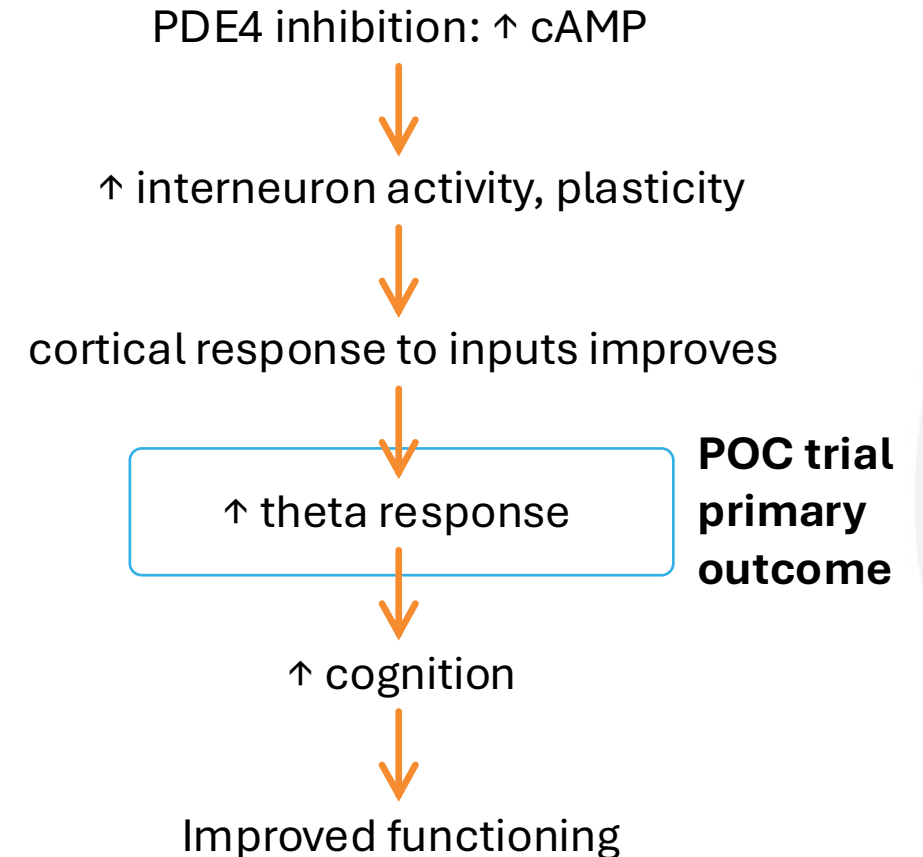 PDE4 inhibition: ↑ cAMP
↑ interneuron activity, plasticity
cortical response to inputs improves
↑ theta response
POC trial
primary
outcome
↑ cognition
Improved functioning